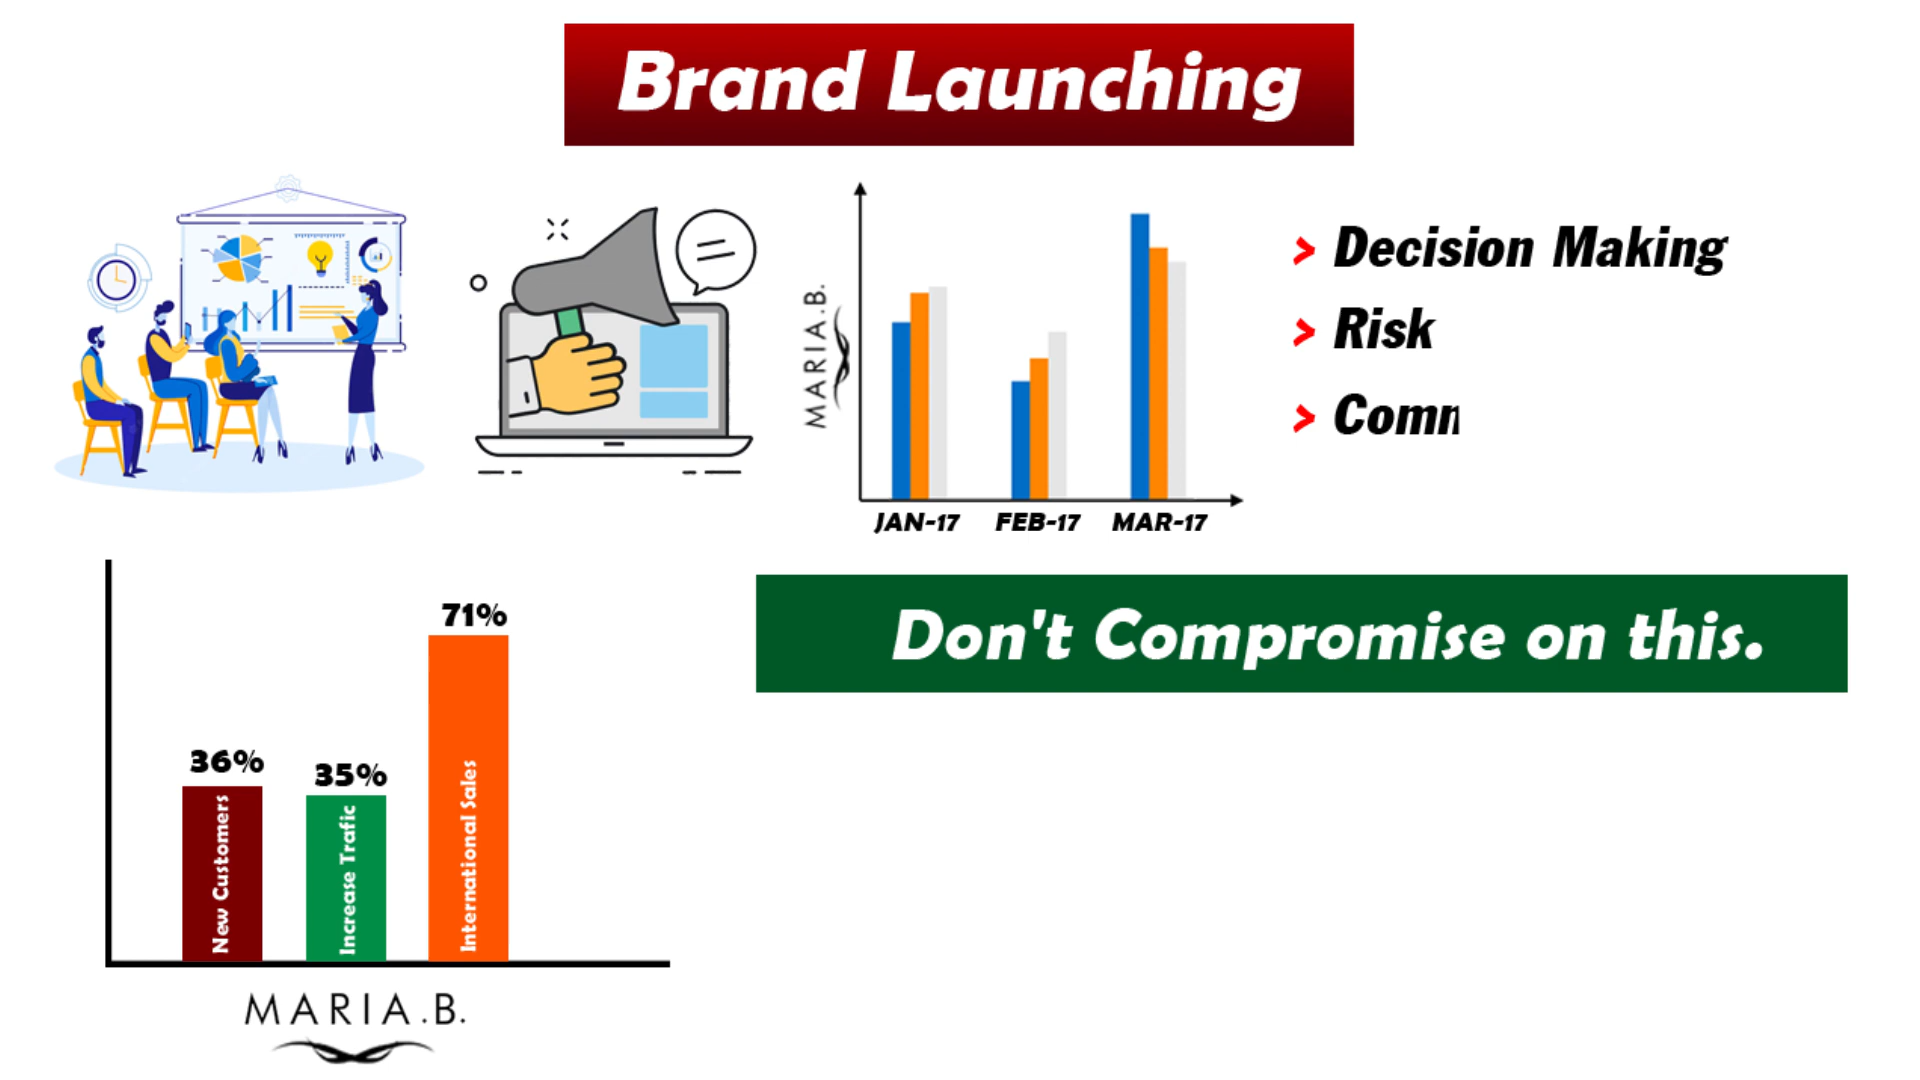 Brand Launching
MARIA.B.
JAN-17 FEB-17 MAR-17
> Decision Making
> Risk
> Com
71%
36%
35%
New Customers
Increase Trafic
International Sales
MARIA.B.
Don't Compromise on this.